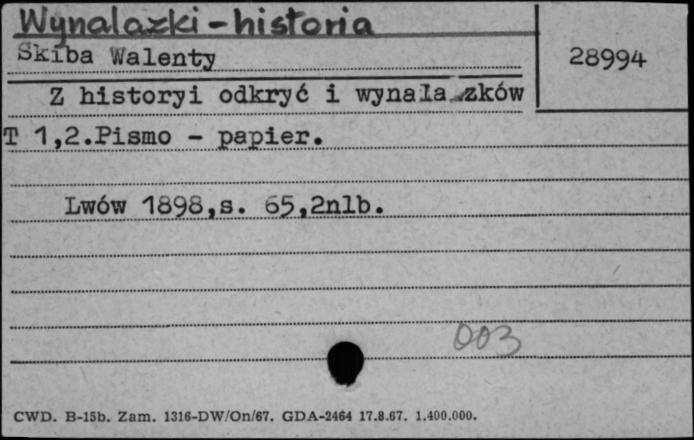 Wynalazki - historia
Skiba Walenty
28994
Z historyi odkryć i wynalazków
T 1,2.Pismo - papier.
Lwów 1898,s. 65,2nlb.
003
CWD. B-15b. Zam. 1316-DW/On/67. GDA-2464 17.8.67. 1.400.000.